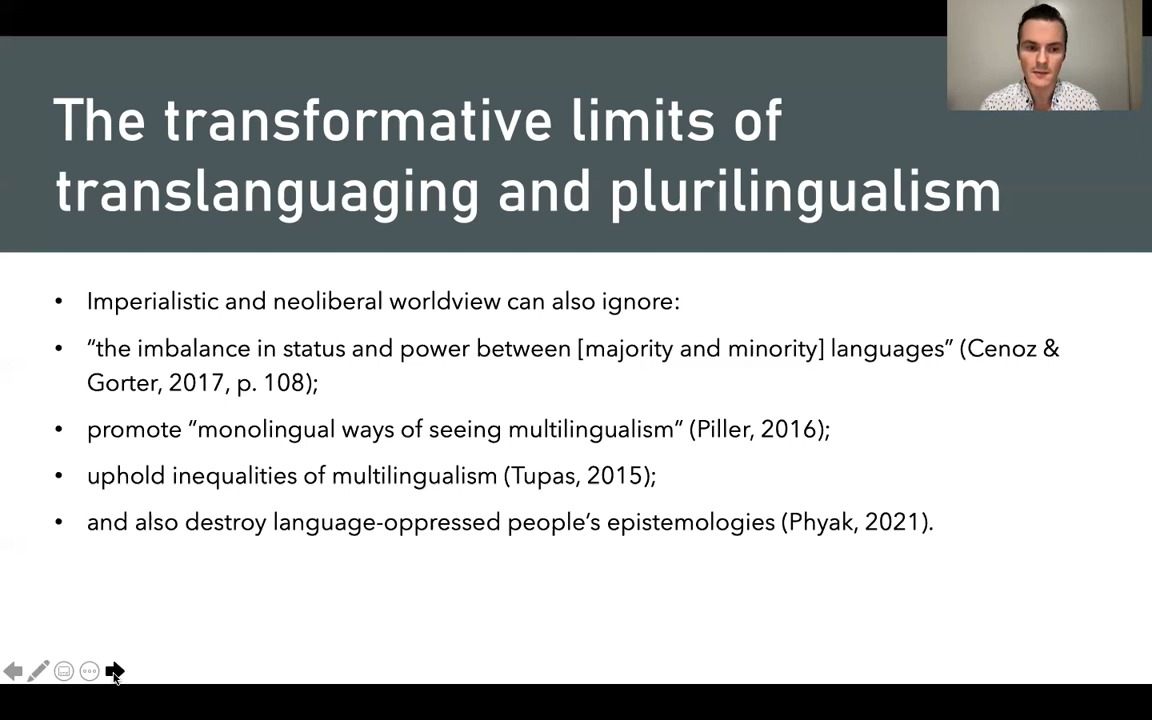 The transformative limits of
translanguaging and plurilingualism
• Imperialistic and neoliberal worldview can also ignore:
• “the imbalance in status and power between [majority and minority] languages” (Cenoz &
Gorter, 2017, p. 108);
• promote “monolingual ways of seeing multilingualism“ (Piller, 2016);
• uphold inequalities of multilingualism (Tupas, 2015);
• and also destroy language-oppressed people’s epistemologies (Phyak, 2021).